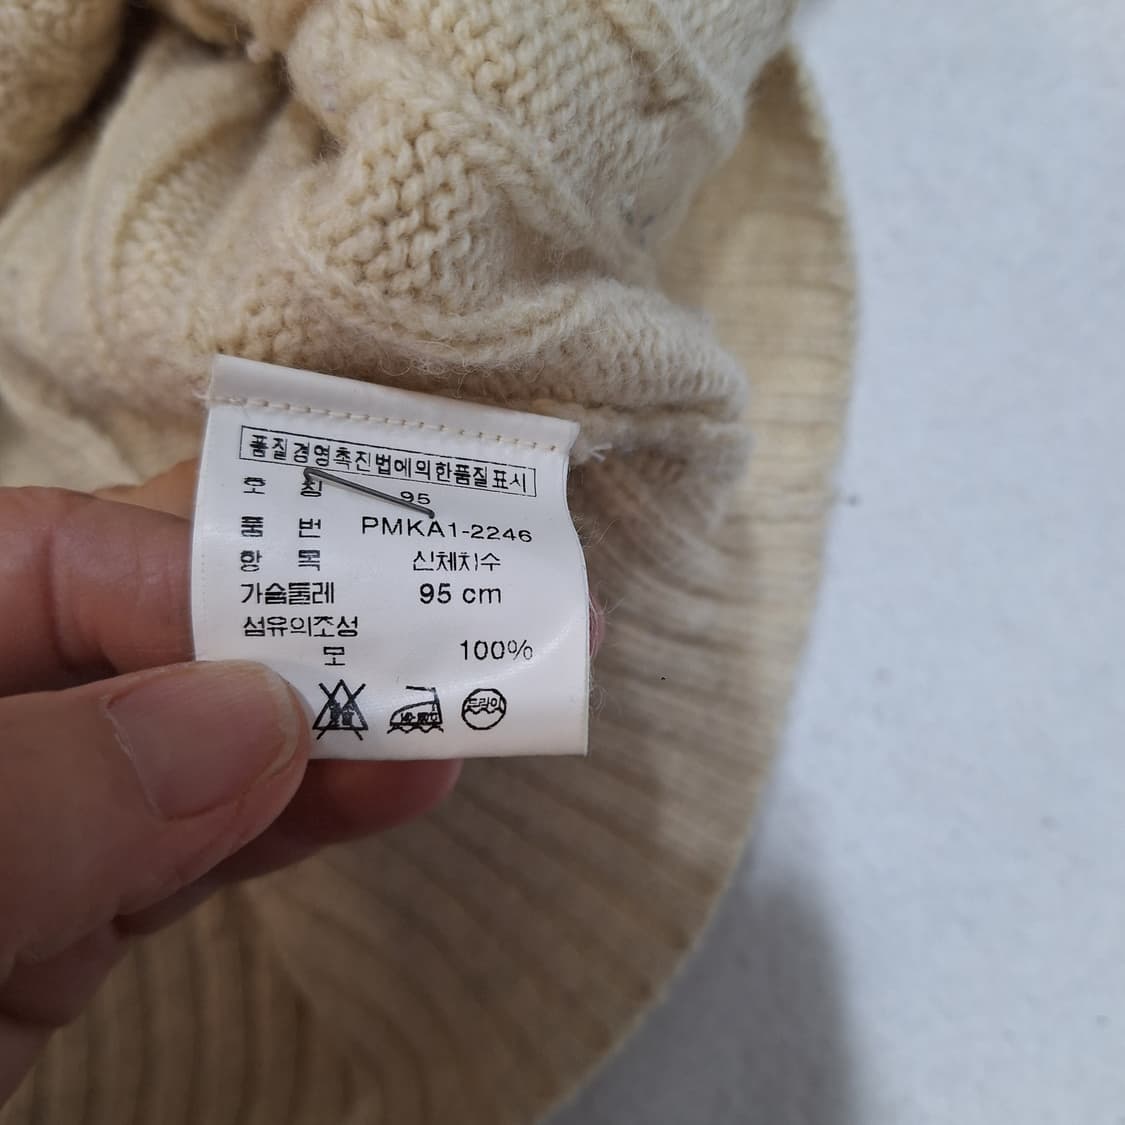 품질경영촉진법에의한품질표시
호 칭 95
품 번 PMKA1-2246
항 목 신체치수
가슴둘레 95 cm
섬유의조성
모 100%
드라이